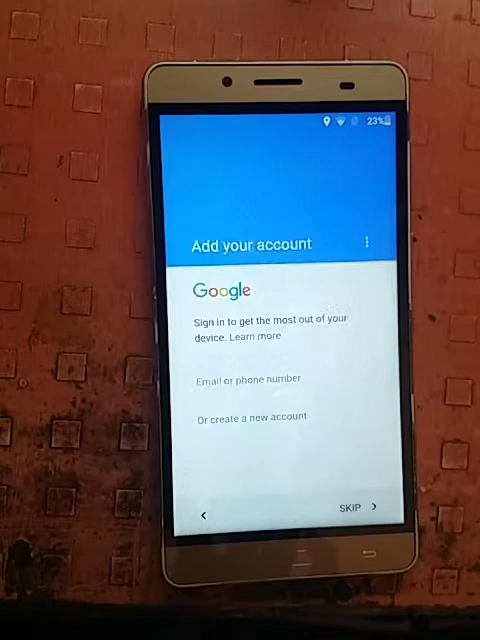 23%
Add your account
Google
Sign in to get the most out of your
device. Learn more
Email or phone number
Or create a new account
SKIP